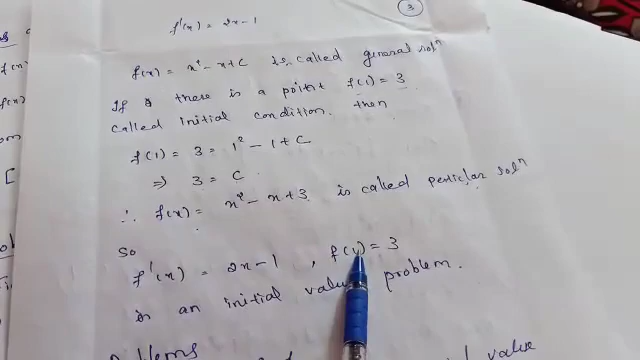 3
f'(x) = 2x-1
f(x) = x² - x + C is called general solⁿ
If there is a point f(1) = 3
called initial condition. then
f(1) = 3 = 1² - 1 + C
⇒ 3 = C
∴ f(x) = x² - x + 3 is called perticlar solⁿ
So
f'(x) = 2x-1 , f(1) = 3
is an initial value problem.
value